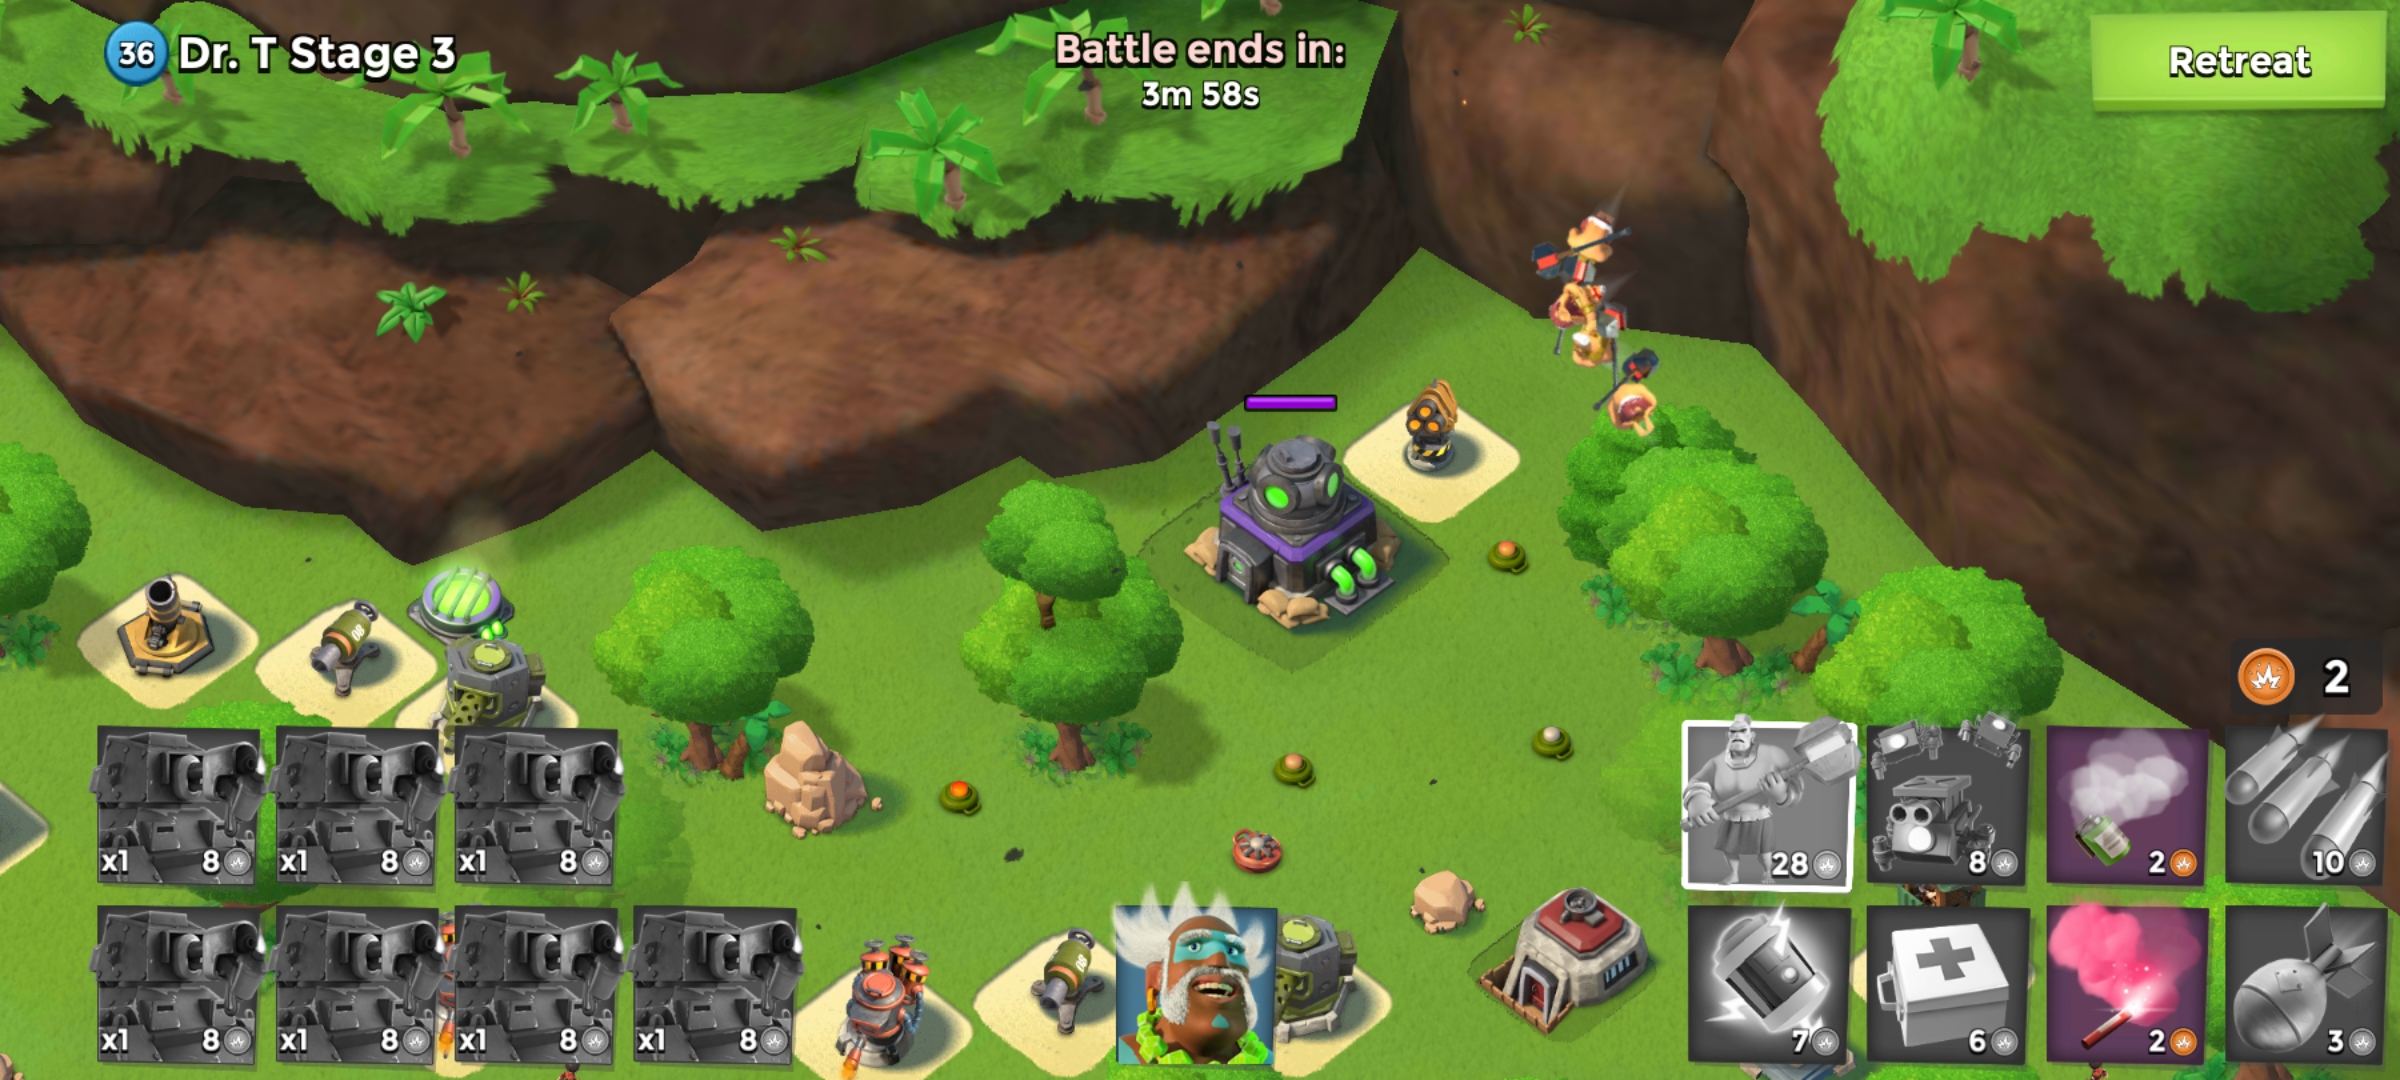 36 Dr. T Stage 3
Battle ends in:
3m 58s
Retreat
2
x1 8
x1 8
x1 8
28
8
2
10
x1 8
x1 8
x1 8
x1 8
7
6
2
3